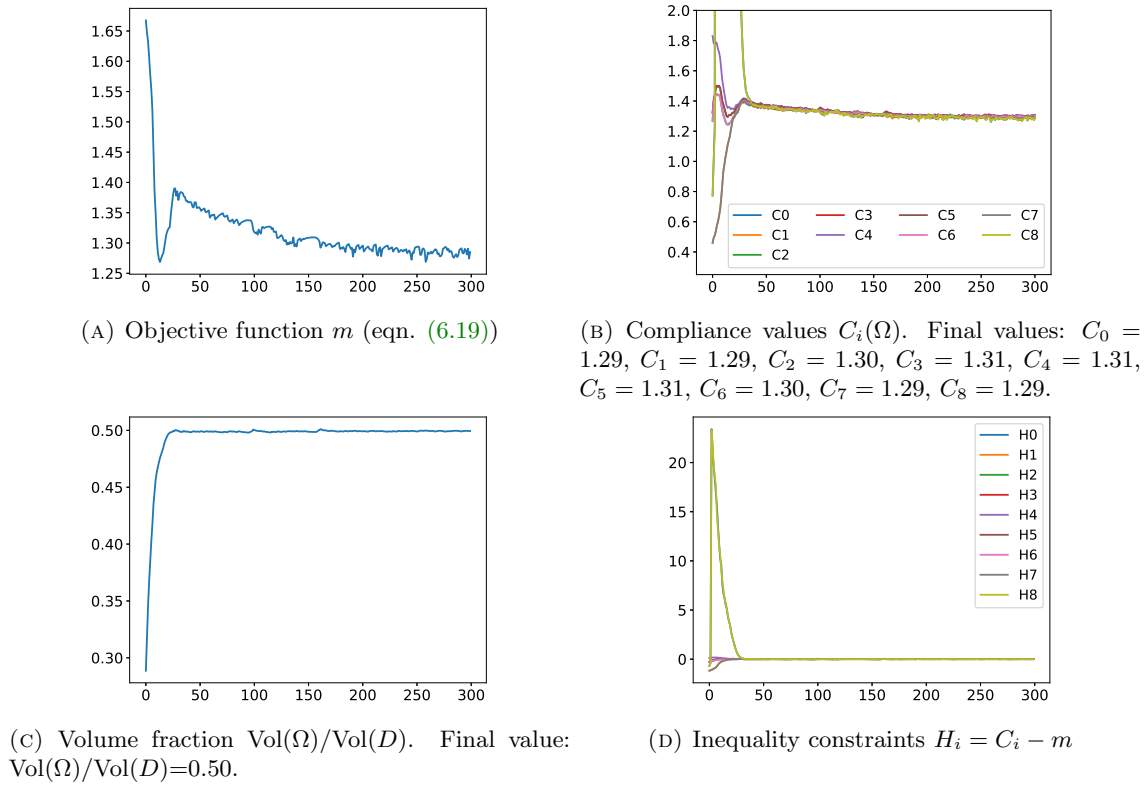 1.65
1.60
1.55
1.50
1.45
1.40
1.35
1.30
1.25
0 50 100 150 200 250 300
(A) Objective function m (eqn. (6.19))
2.0
1.8
1.6
1.4
1.2
1.0
0.8
0.6
0.4
C0 C3 C5 C7
C1 C4 C6 C8
C2
0 50 100 150 200 250 300
(B) Compliance values C_i(Ω). Final values: C_0 =
1.29, C_1 = 1.29, C_2 = 1.30, C_3 = 1.31, C_4 = 1.31,
C_5 = 1.31, C_6 = 1.30, C_7 = 1.29, C_8 = 1.29.
0.50
0.45
0.40
0.35
0.30
0 50 100 150 200 250 300
(C) Volume fraction Vol(Ω)/Vol(D). Final value:
Vol(Ω)/Vol(D)=0.50.
20
15
10
5
0
H0
H1
H2
H3
H4
H5
H6
H7
H8
0 50 100 150 200 250 300
(D) Inequality constraints H_i = C_i − m